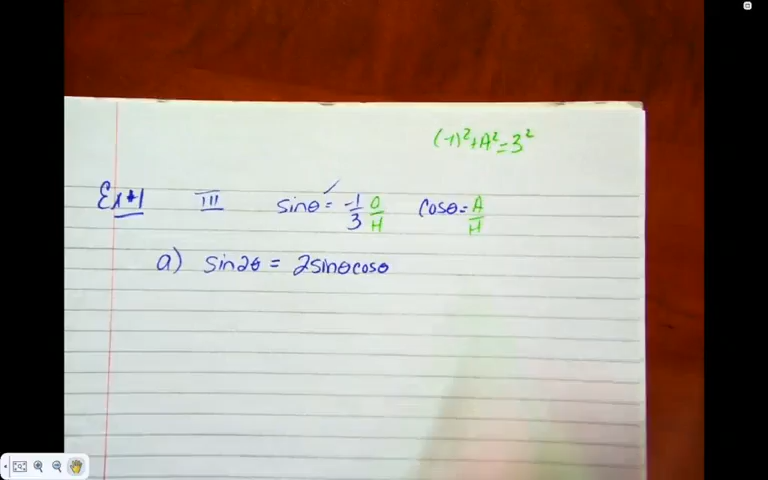 (-1)²+A²=3²
Ex#1 III sinθ = -1/3 O/H cosθ = A/H
a) sin2θ = 2sinθcosθ